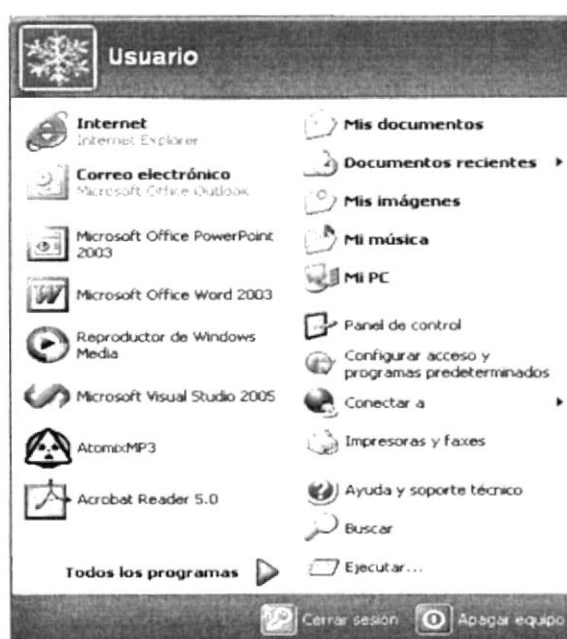 Usuario
Internet
Internet Explorer
Correo electrónico
Microsoft Office Outlook
Microsoft Office PowerPoint
2003
Microsoft Office Word 2003
Reproductor de Windows
Media
Microsoft Visual Studio 2005
AtomixMP3
Acrobat Reader 5.0
Todos los programas
Mis documentos
Documentos recientes
Mis imágenes
Mi música
Mi PC
Panel de control
Configurar acceso y
programas predeterminados
Conectar a
Impresoras y faxes
Ayuda y soporte técnico
Buscar
Ejecutar...
Cerrar sesión
Apagar equipo